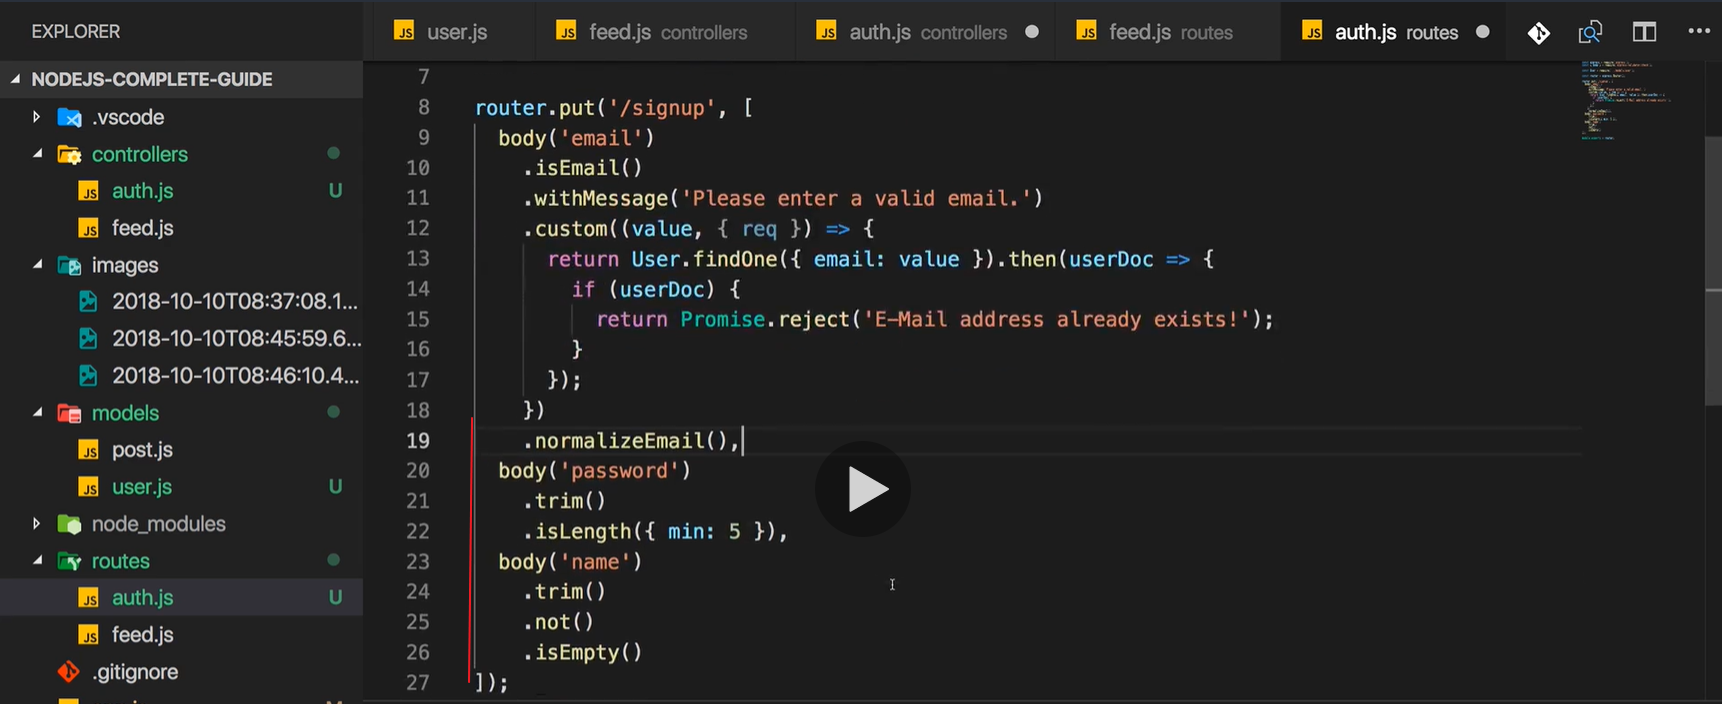 EXPLORER
user.js
feed.js controllers
auth.js controllers
feed.js routes
auth.js routes
NODEJS-COMPLETE-GUIDE
.vscode
controllers
auth.js U
feed.js
images
2018-10-10T08:37:08.1...
2018-10-10T08:45:59.6...
2018-10-10T08:46:10.4...
models
post.js
user.js U
node_modules
routes
auth.js U
feed.js
.gitignore
7
8 router.put('/signup', [
9 body('email')
10 .isEmail()
11 .withMessage('Please enter a valid email.')
12 .custom((value, { req }) => {
13 return User.findOne({ email: value }).then(userDoc => {
14 if (userDoc) {
15 return Promise.reject('E-Mail address already exists!');
16 }
17 });
18 })
19 .normalizeEmail(),
20 body('password')
21 .trim()
22 .isLength({ min: 5 }),
23 body('name')
24 .trim()
25 .not()
26 .isEmpty()
27 ]);